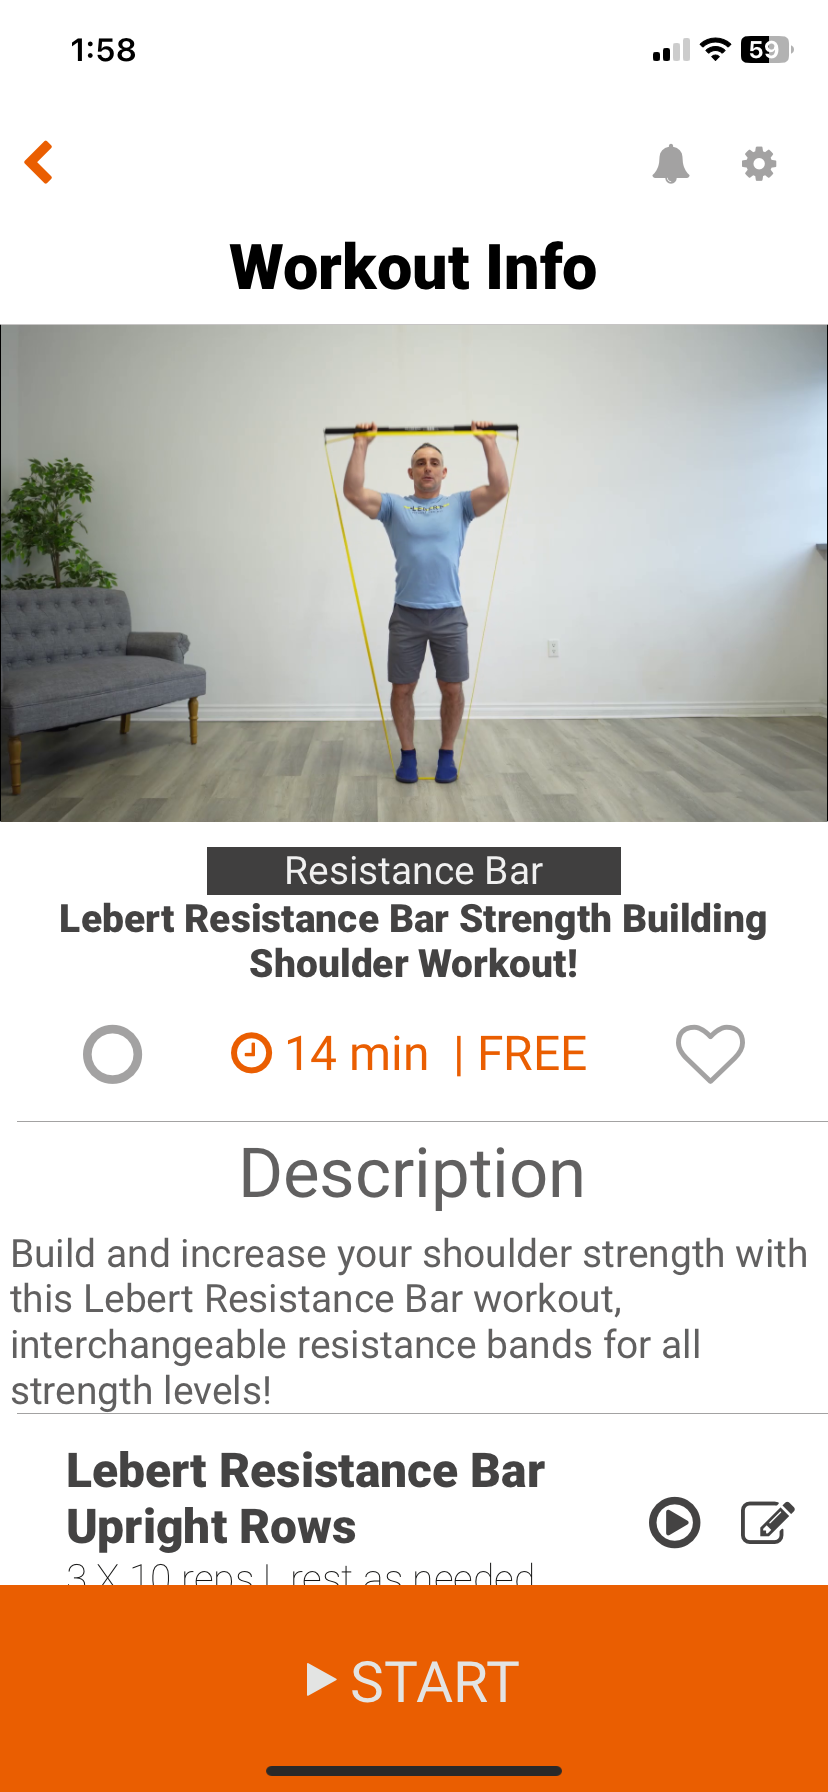 1:58
59
Workout Info
LEBERT
Resistance Bar
Lebert Resistance Bar Strength Building
Shoulder Workout!
14 min | FREE
Description
Build and increase your shoulder strength with
this Lebert Resistance Bar workout,
interchangeable resistance bands for all
strength levels!
Lebert Resistance Bar
Upright Rows
3 X 10 reps | rest as needed
START